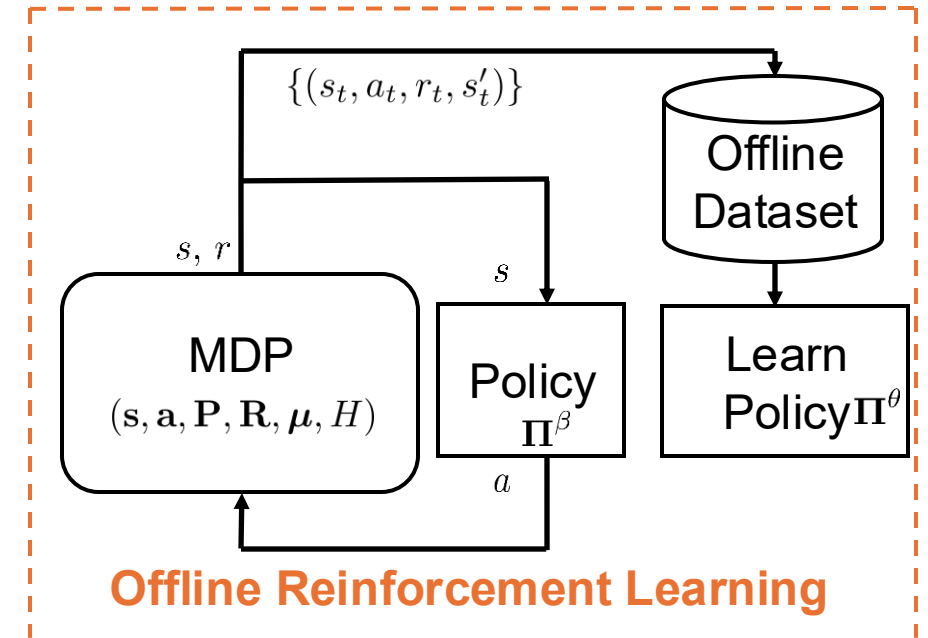 {(s_t, a_t, r_t, s'_t)}
Offline
Dataset
s, r
s
MDP
(s, a, P, R, μ, H)
Policy
Π^β
Learn
Policy Π^θ
a
Offline Reinforcement Learning